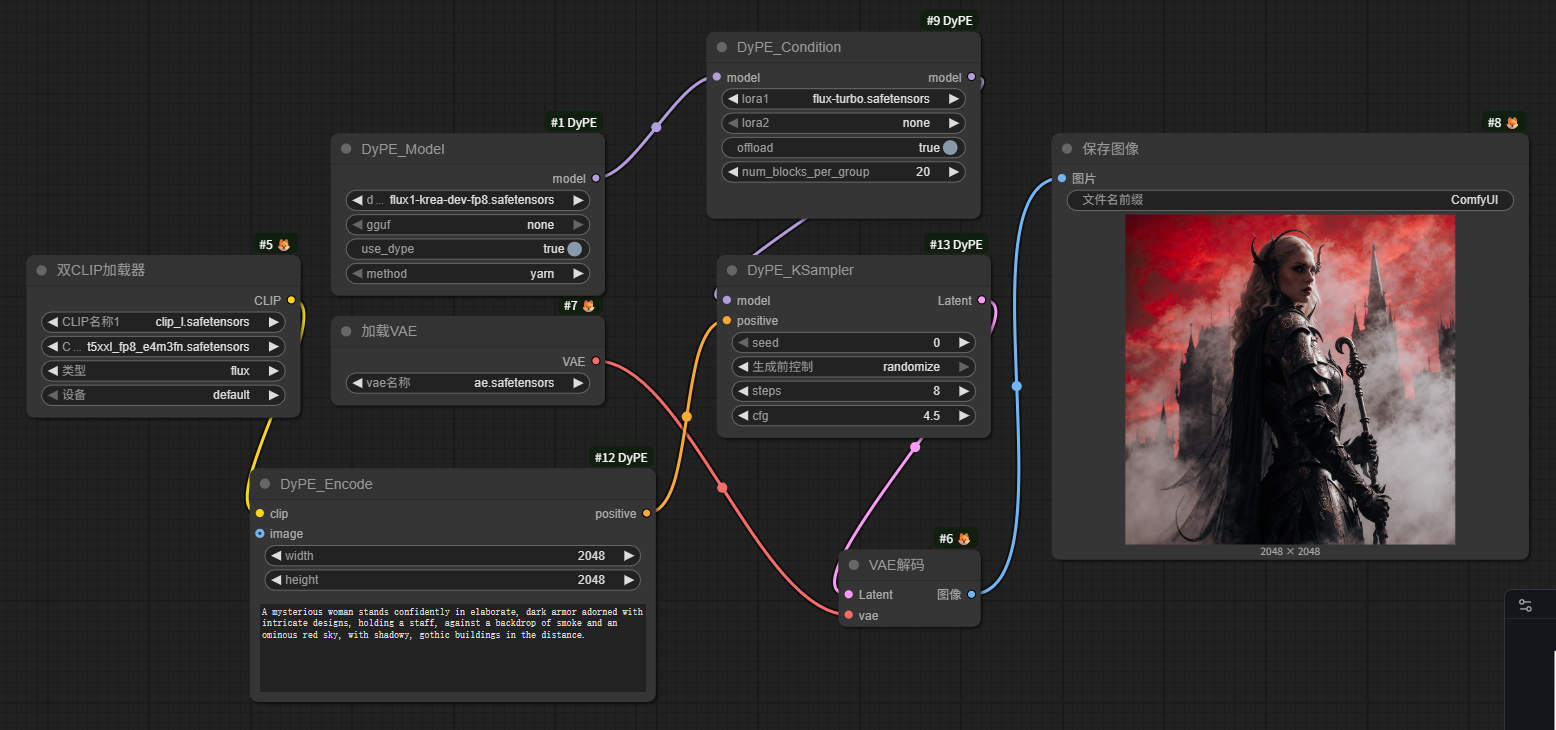 #9 DyPE
DyPE_Condition
model model
lora1 flux-turbo.safetensors
lora2 none
offload true
num_blocks_per_group 20
#1 DyPE
DyPE_Model
model
d ... flux1-krea-dev-fp8.safetensors
gguf none
use_dype true
method yarn
#8
保存图像
图片
文件名前缀 ComfyUI
2048 × 2048
#5
双CLIP加载器
CLIP
CLIP名称1 clip_l.safetensors
C ... t5xxl_fp8_e4m3fn.safetensors
类型 flux
设备 default
#7
加载VAE
VAE
vae名称 ae.safetensors
#13 DyPE
DyPE_KSampler
model Latent
positive
seed 0
生成前控制 randomize
steps 8
cfg 4.5
#12 DyPE
DyPE_Encode
clip positive
image
width 2048
height 2048
A mysterious woman stands confidently in elaborate, dark armor adorned with
intricate designs, holding a staff, against a backdrop of smoke and an
ominous red sky, with shadowy, gothic buildings in the distance.
#6
VAE解码
Latent 图像
vae